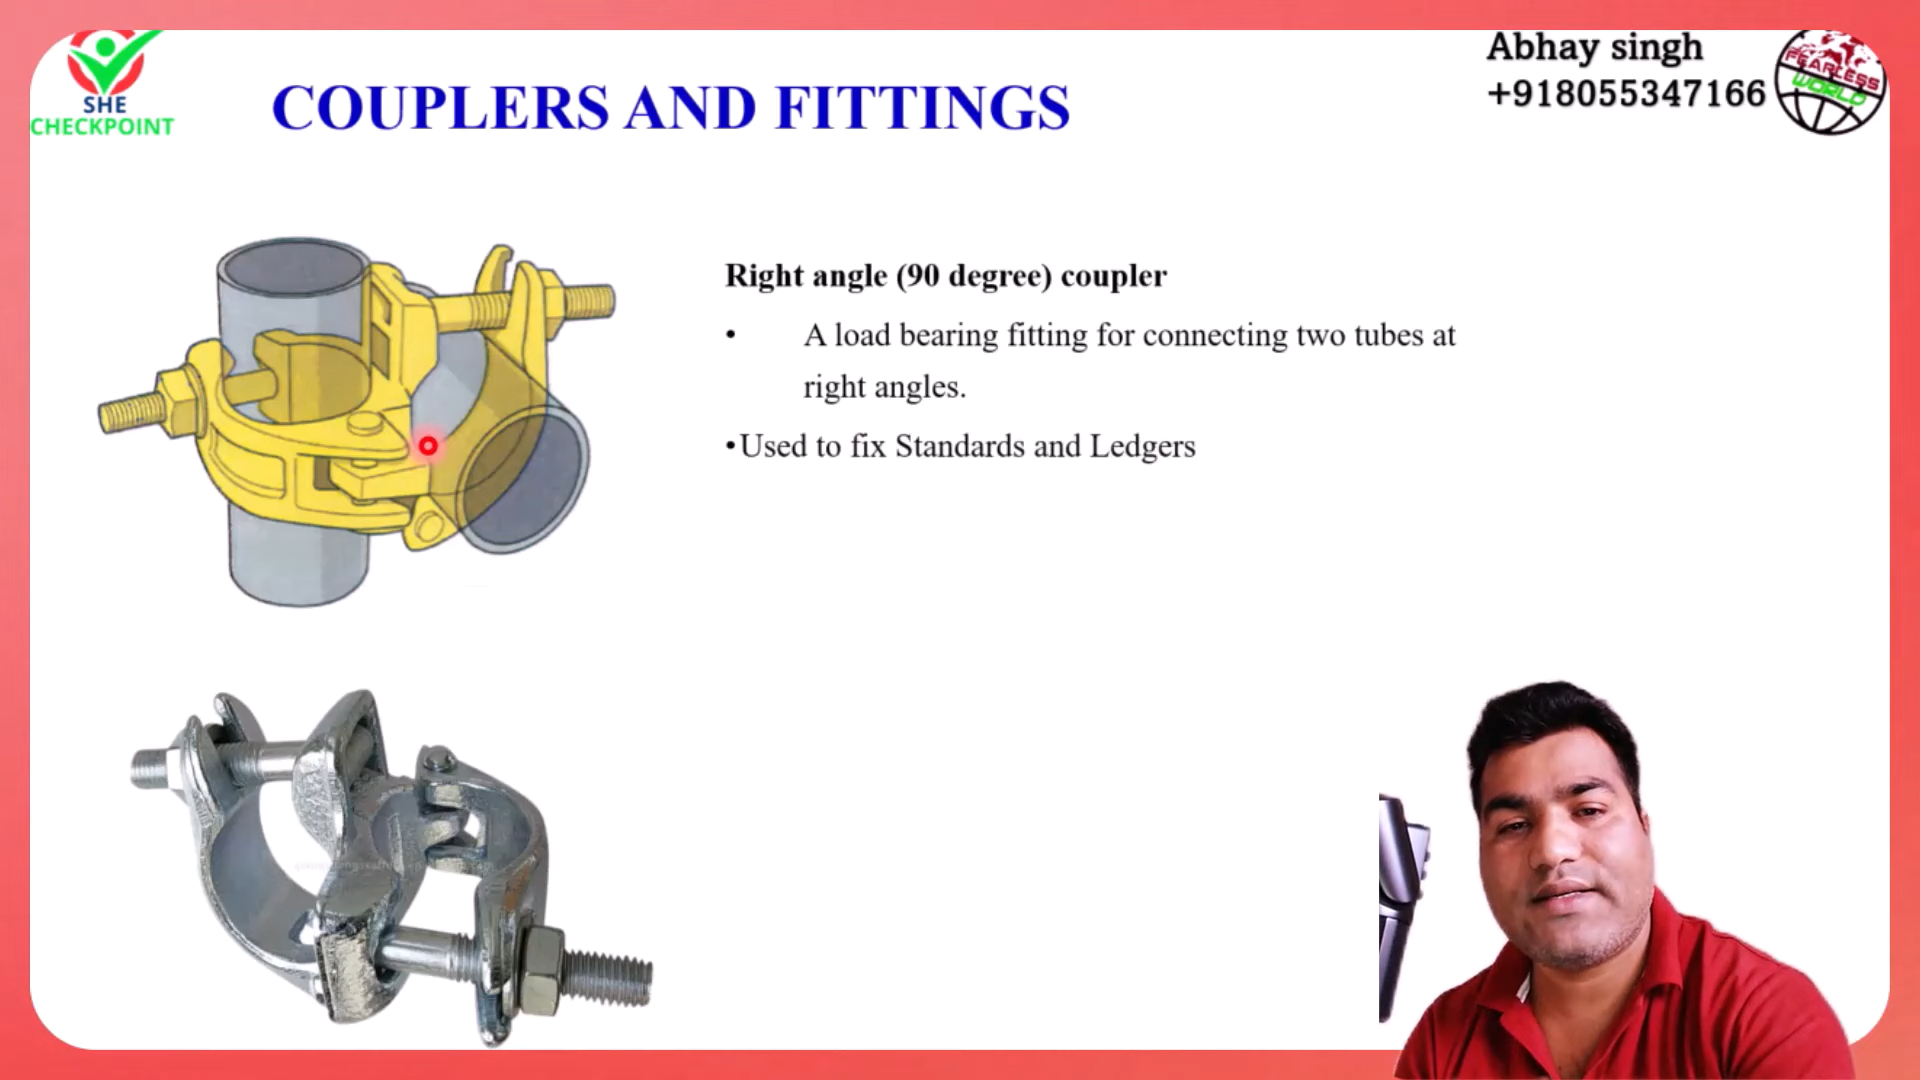 SHE
CHECKPOINT
COUPLERS AND FITTINGS
Abhay singh
+918055347166
FEARLESS
WORLD
Right angle (90 degree) coupler
• A load bearing fitting for connecting two tubes at
right angles.
•Used to fix Standards and Ledgers